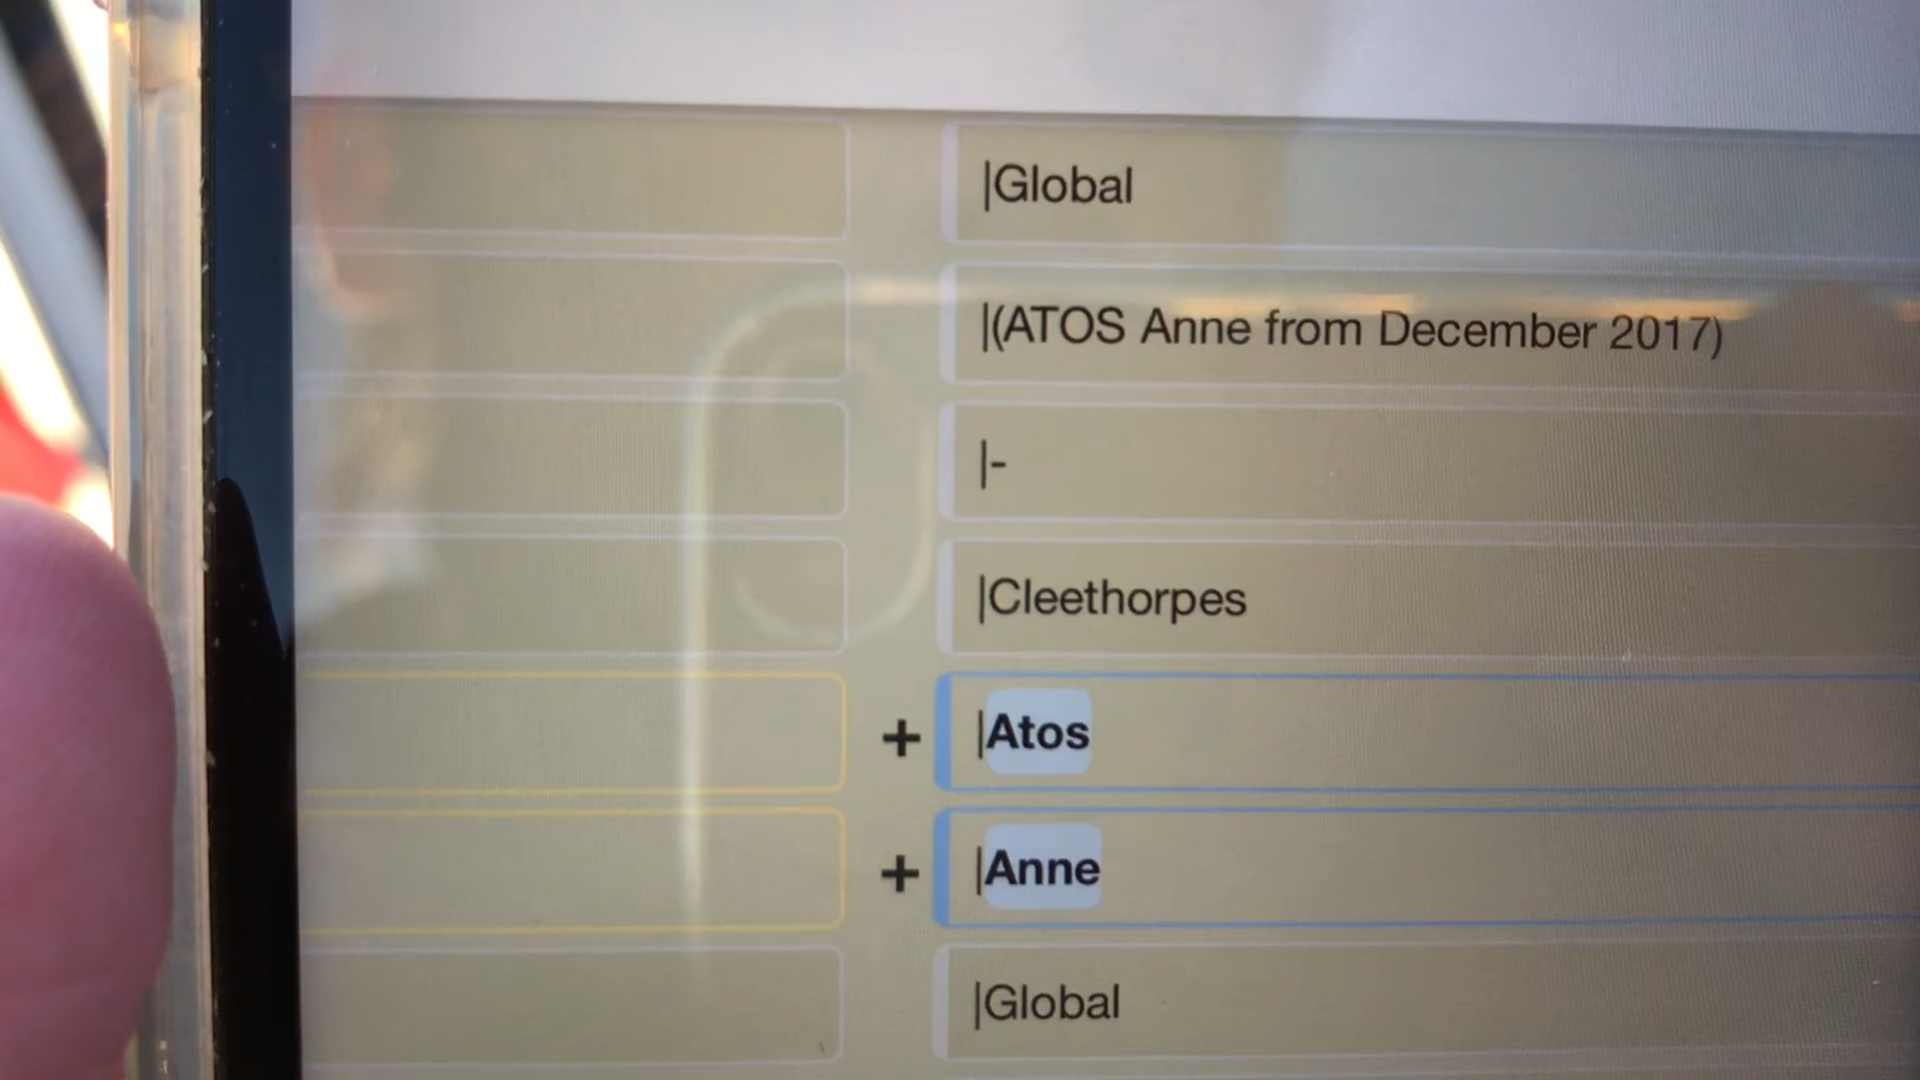 |Global
|(ATOS Anne from December 2017)
|-
|Cleethorpes
+ |Atos
+ |Anne
|Global